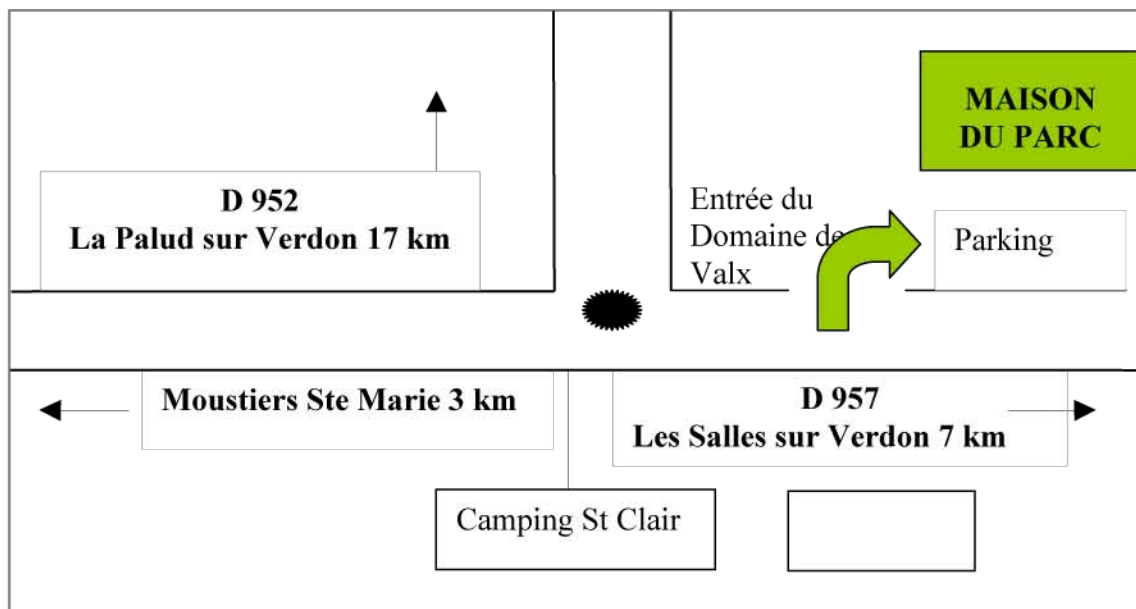 MAISON
DU PARC
D 952
La Palud sur Verdon 17 km
Entrée du
Domaine de
Valx
Parking
Moustiers Ste Marie 3 km
D 957
Les Salles sur Verdon 7 km
Camping St Clair